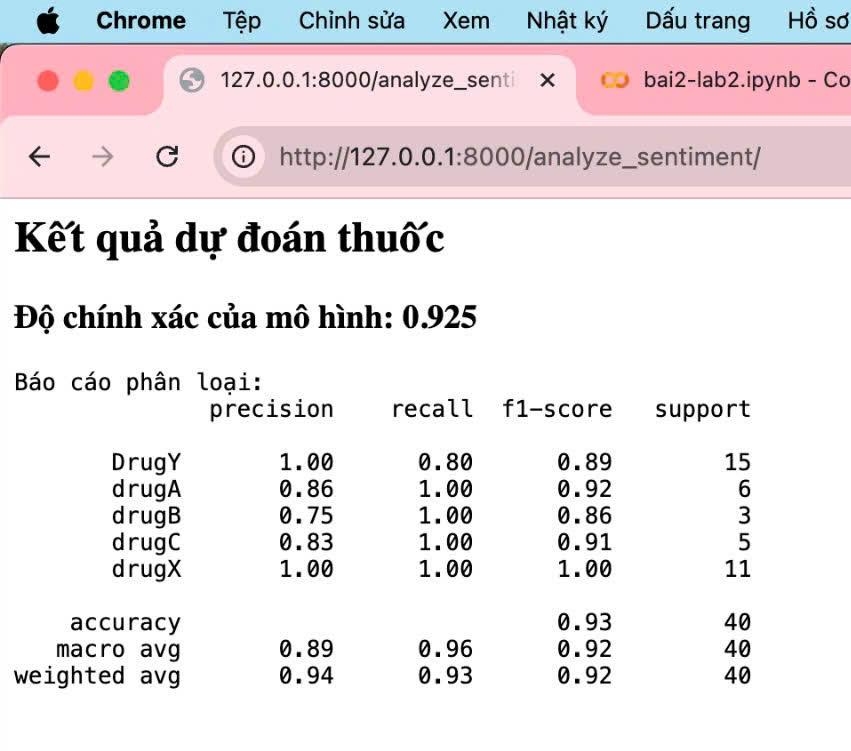 Chrome Tệp Chỉnh sửa Xem Nhật ký Dấu trang Hồ sơ
127.0.0.1:8000/analyze_senti bai2-lab2.ipynb - Co
http://127.0.0.1:8000/analyze_sentiment/
Kết quả dự đoán thuốc
Độ chính xác của mô hình: 0.925
Báo cáo phân loại:
precision recall f1-score support
DrugY 1.00 0.80 0.89 15
drugA 0.86 1.00 0.92 6
drugB 0.75 1.00 0.86 3
drugC 0.83 1.00 0.91 5
drugX 1.00 1.00 1.00 11
accuracy 0.93 40
macro avg 0.89 0.96 0.92 40
weighted avg 0.94 0.93 0.92 40